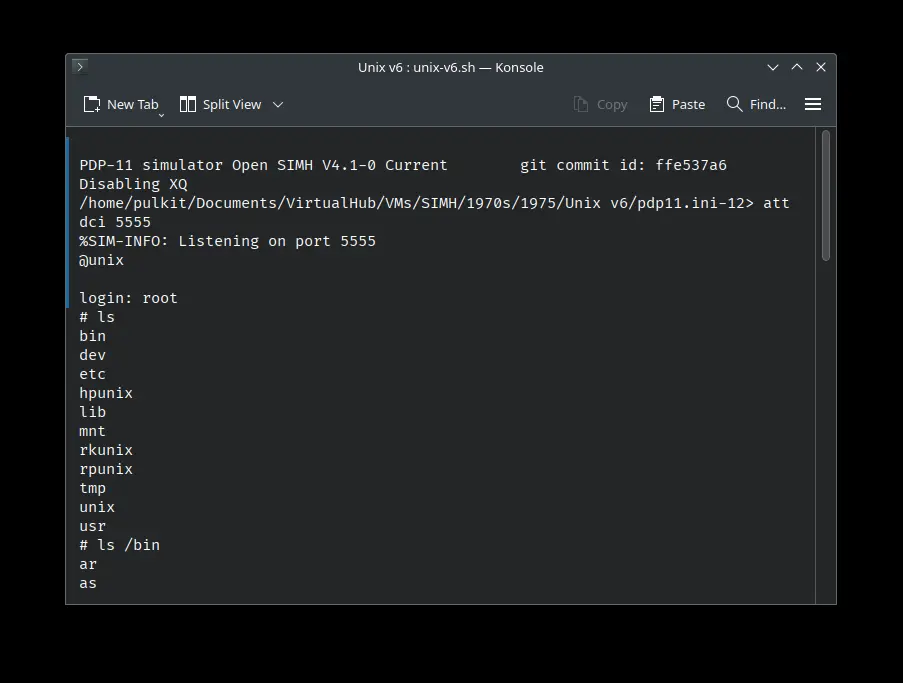 Unix v6 : unix-v6.sh — Konsole
New Tab Split View Copy Paste Find...
PDP-11 simulator Open SIMH V4.1-0 Current        git commit id: ffe537a6
Disabling XQ
/home/pulkit/Documents/VirtualHub/VMs/SIMH/1970s/1975/Unix v6/pdp11.ini-12> att
dci 5555
%SIM-INFO: Listening on port 5555
@unix
login: root
# ls
bin
dev
etc
hpunix
lib
mnt
rkunix
rpunix
tmp
unix
usr
# ls /bin
ar
as